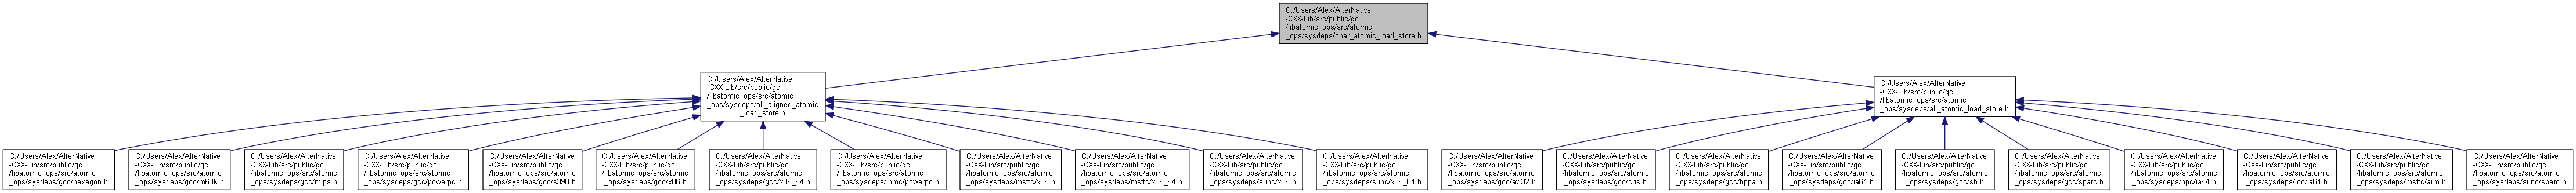 C:/Users/Alex/AlterNative
-CXX-Lib/src/public/gc
/libatomic_ops/src/atomic
_ops/sysdeps/char_atomic_load_store.h
C:/Users/Alex/AlterNative
-CXX-Lib/src/public/gc
/libatomic_ops/src/atomic
_ops/sysdeps/all_aligned_atomic
_load_store.h
C:/Users/Alex/AlterNative
-CXX-Lib/src/public/gc
/libatomic_ops/src/atomic
_ops/sysdeps/all_atomic_load_store.h
C:/Users/Alex/AlterNative
-CXX-Lib/src/public/gc
/libatomic_ops/src/atomic
_ops/sysdeps/gcc/hexagon.h
C:/Users/Alex/AlterNative
-CXX-Lib/src/public/gc
/libatomic_ops/src/atomic
_ops/sysdeps/gcc/m68k.h
C:/Users/Alex/AlterNative
-CXX-Lib/src/public/gc
/libatomic_ops/src/atomic
_ops/sysdeps/gcc/mips.h
C:/Users/Alex/AlterNative
-CXX-Lib/src/public/gc
/libatomic_ops/src/atomic
_ops/sysdeps/gcc/powerpc.h
C:/Users/Alex/AlterNative
-CXX-Lib/src/public/gc
/libatomic_ops/src/atomic
_ops/sysdeps/gcc/s390.h
C:/Users/Alex/AlterNative
-CXX-Lib/src/public/gc
/libatomic_ops/src/atomic
_ops/sysdeps/gcc/x86.h
C:/Users/Alex/AlterNative
-CXX-Lib/src/public/gc
/libatomic_ops/src/atomic
_ops/sysdeps/gcc/x86_64.h
C:/Users/Alex/AlterNative
-CXX-Lib/src/public/gc
/libatomic_ops/src/atomic
_ops/sysdeps/ibmc/powerpc.h
C:/Users/Alex/AlterNative
-CXX-Lib/src/public/gc
/libatomic_ops/src/atomic
_ops/sysdeps/msftc/x86.h
C:/Users/Alex/AlterNative
-CXX-Lib/src/public/gc
/libatomic_ops/src/atomic
_ops/sysdeps/msftc/x86_64.h
C:/Users/Alex/AlterNative
-CXX-Lib/src/public/gc
/libatomic_ops/src/atomic
_ops/sysdeps/sunc/x86.h
C:/Users/Alex/AlterNative
-CXX-Lib/src/public/gc
/libatomic_ops/src/atomic
_ops/sysdeps/sunc/x86_64.h
C:/Users/Alex/AlterNative
-CXX-Lib/src/public/gc
/libatomic_ops/src/atomic
_ops/sysdeps/gcc/avr32.h
C:/Users/Alex/AlterNative
-CXX-Lib/src/public/gc
/libatomic_ops/src/atomic
_ops/sysdeps/gcc/cris.h
C:/Users/Alex/AlterNative
-CXX-Lib/src/public/gc
/libatomic_ops/src/atomic
_ops/sysdeps/gcc/hppa.h
C:/Users/Alex/AlterNative
-CXX-Lib/src/public/gc
/libatomic_ops/src/atomic
_ops/sysdeps/gcc/ia64.h
C:/Users/Alex/AlterNative
-CXX-Lib/src/public/gc
/libatomic_ops/src/atomic
_ops/sysdeps/gcc/sh.h
C:/Users/Alex/AlterNative
-CXX-Lib/src/public/gc
/libatomic_ops/src/atomic
_ops/sysdeps/gcc/sparc.h
C:/Users/Alex/AlterNative
-CXX-Lib/src/public/gc
/libatomic_ops/src/atomic
_ops/sysdeps/hpc/ia64.h
C:/Users/Alex/AlterNative
-CXX-Lib/src/public/gc
/libatomic_ops/src/atomic
_ops/sysdeps/icc/ia64.h
C:/Users/Alex/AlterNative
-CXX-Lib/src/public/gc
/libatomic_ops/src/atomic
_ops/sysdeps/msftc/arm.h
C:/Users/Alex/AlterNative
-CXX-Lib/src/public/gc
/libatomic_ops/src/atomic
_ops/sysdeps/sunc/sparc.h